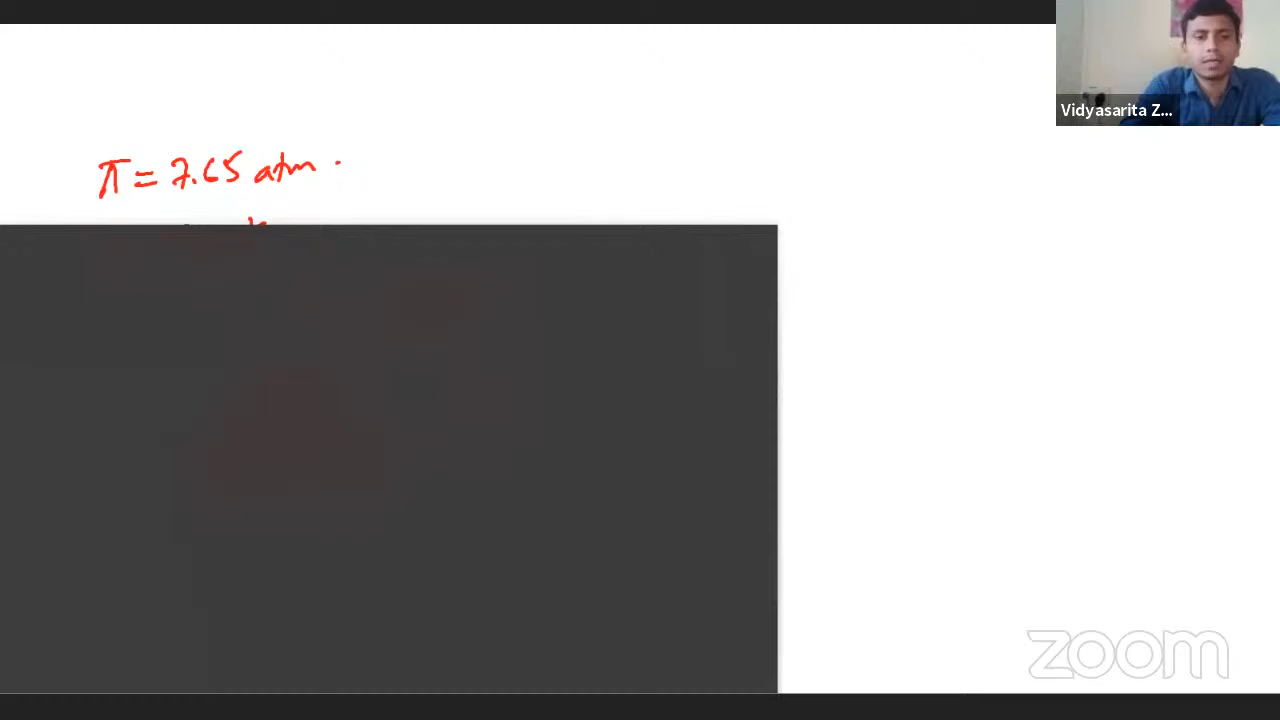 Vidyasarita Z...
π = 7.65 atm .
zoom